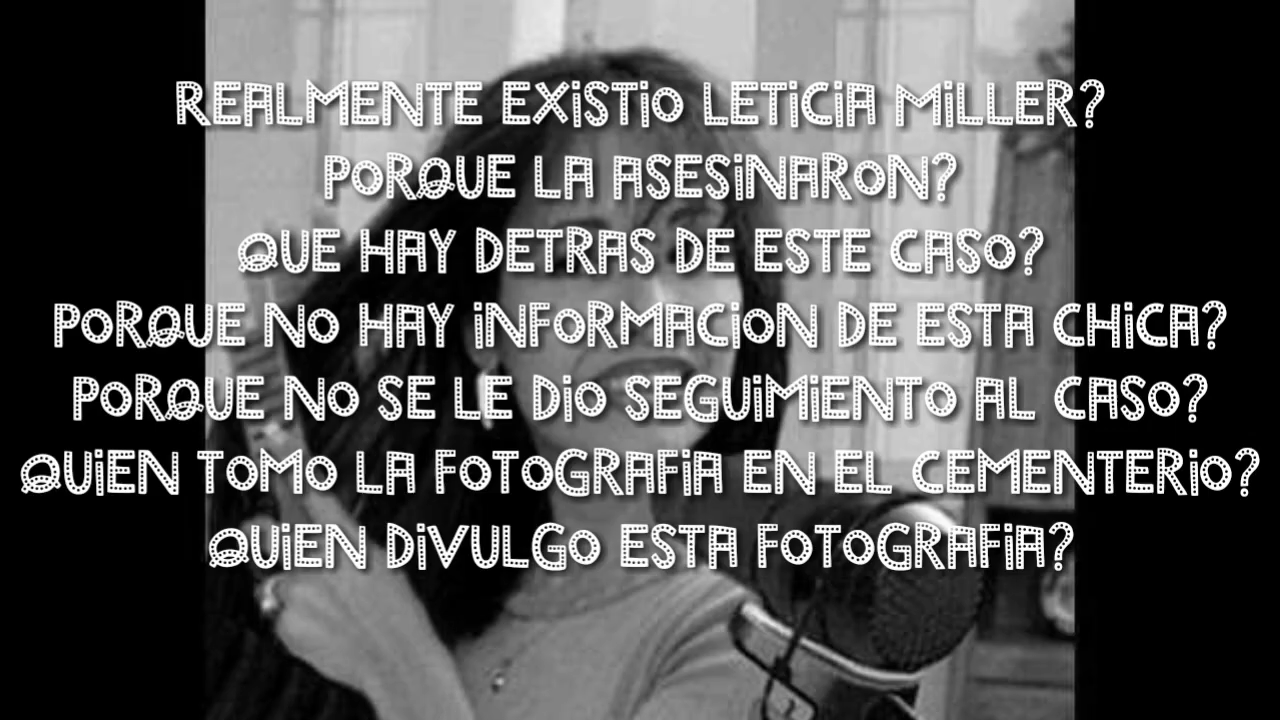 REALMENTE EXISTIO LETICIA MILLER?
PORQUE LA ASESINARON?
QUE HAY DETRAS DE ESTE CASO?
PORQUE NO HAY INFORMACION DE ESTA CHICA?
PORQUE NO SE LE DIO SEGUIMIENTO AL CASO?
QUIEN TOMO LA FOTOGRAFIA EN EL CEMENTERIO?
QUIEN DIVULGO ESTA FOTOGRAFIA?